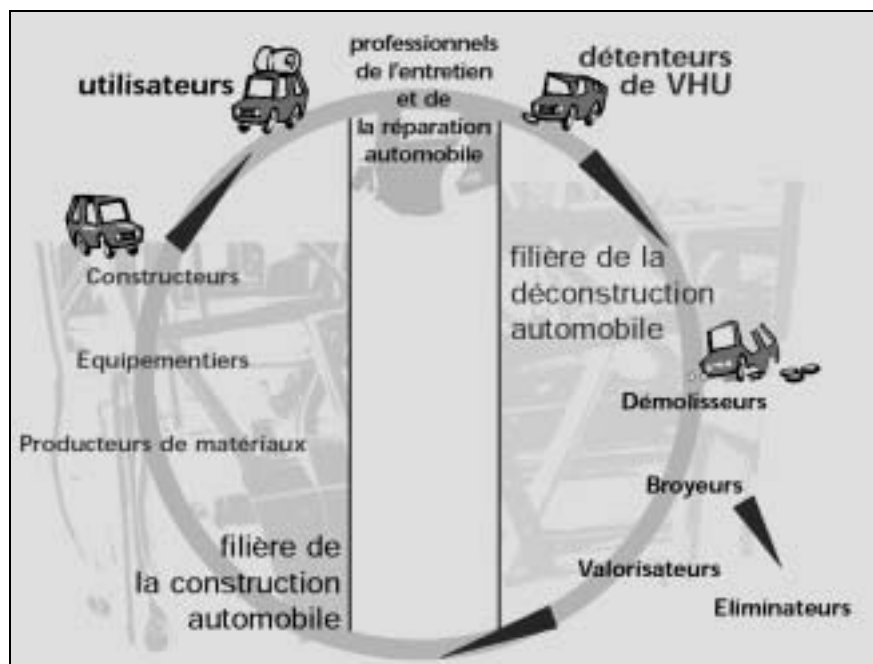 professionnels
de l'entretien
et de
la réparation
automobile
utilisateurs
détenteurs
de VHU
Constructeurs
Equipementiers
Producteurs de matériaux
filière de
la construction
automobile
filière de la
déconstruction
automobile
Démolisseurs
Broyeurs
Valorisateurs
Eliminateurs